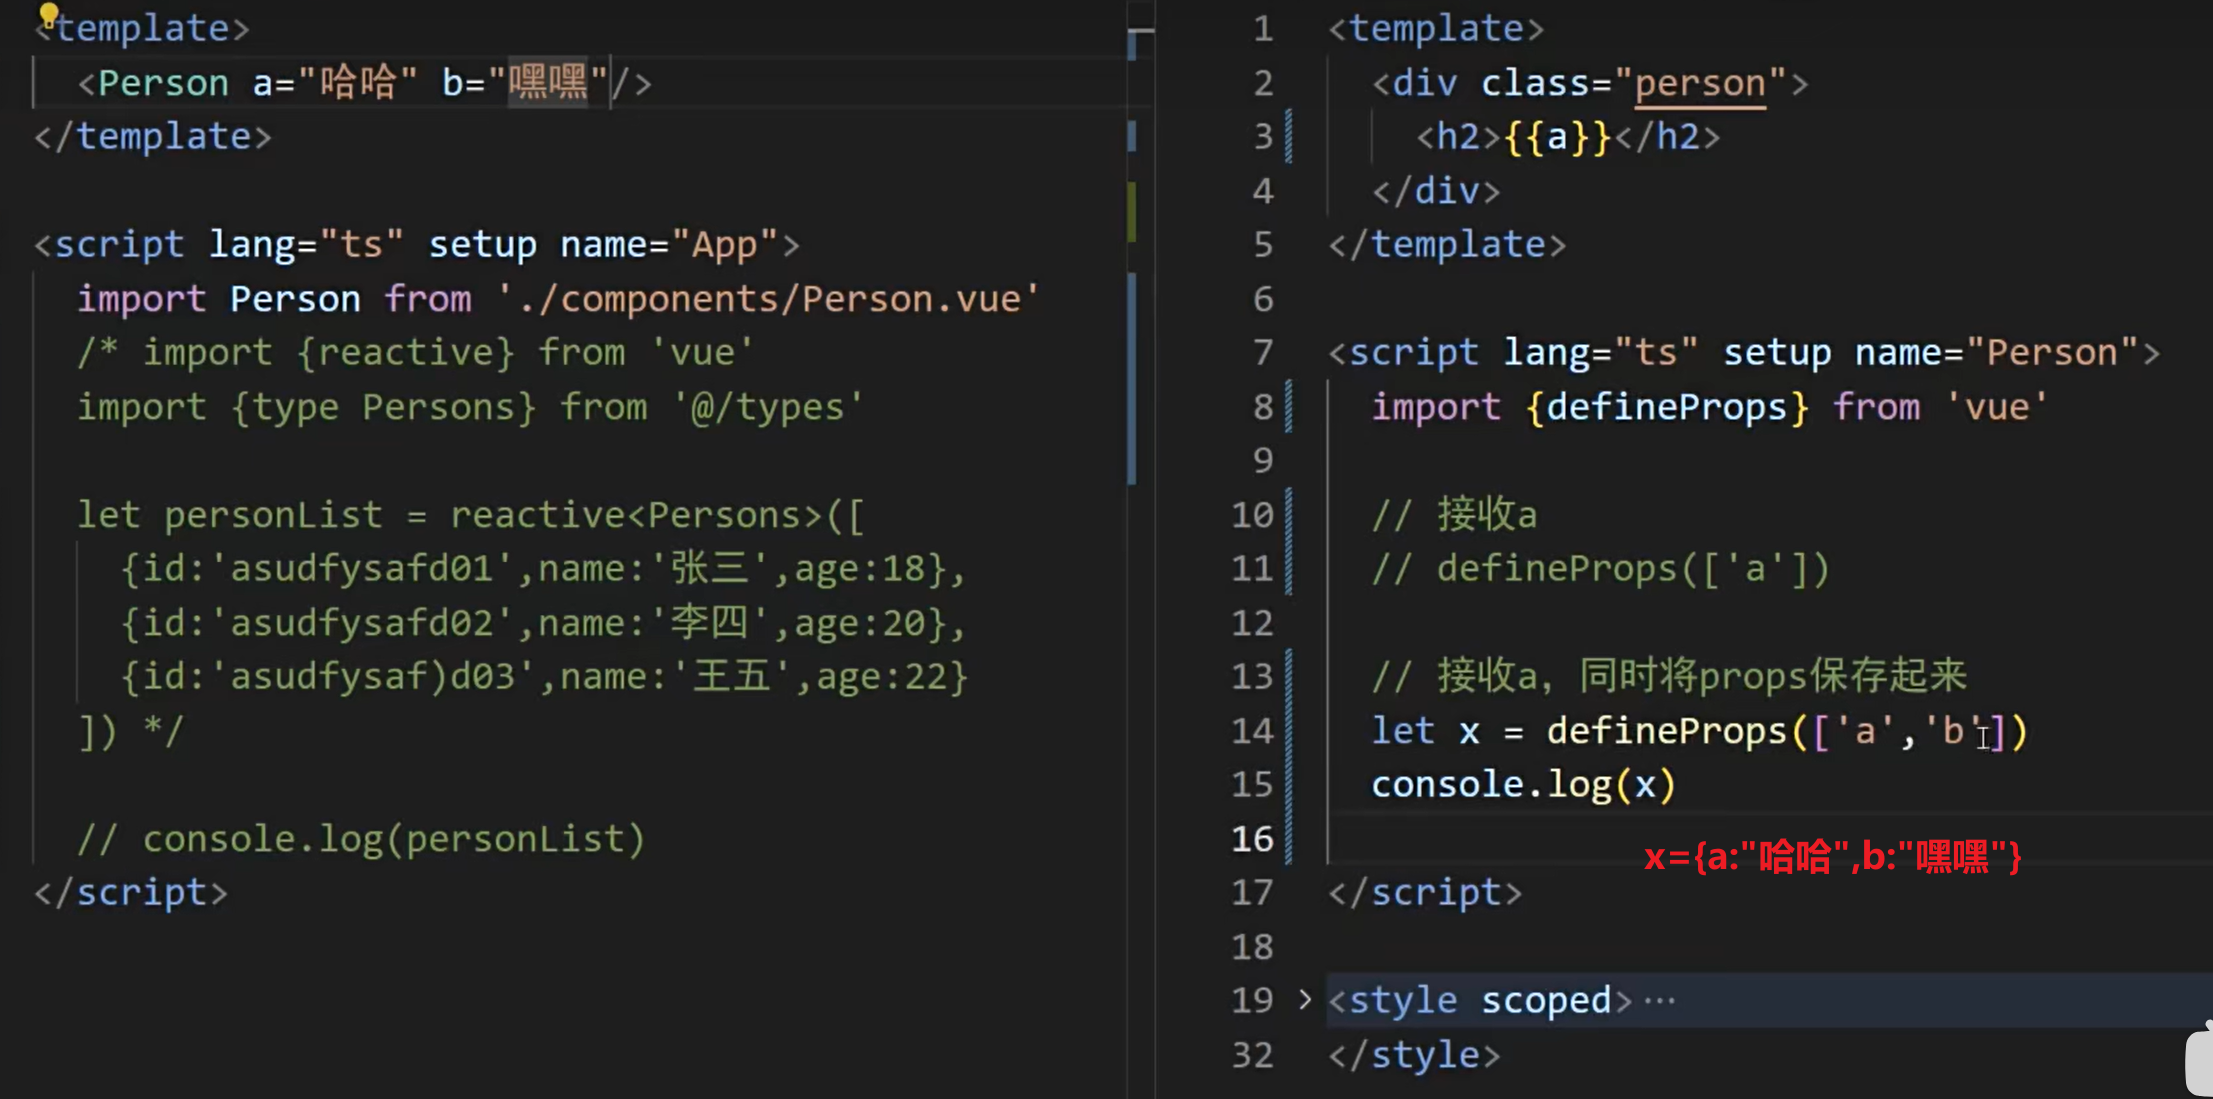 <template>
  <Person a="哈哈" b="嘿嘿"/>
</template>

<script lang="ts" setup name="App">
  import Person from './components/Person.vue'
  /* import {reactive} from 'vue'
  import {type Persons} from '@/types'

  let personList = reactive<Persons>([
    {id:'asudfysafd01',name:'张三',age:18},
    {id:'asudfysafd02',name:'李四',age:20},
    {id:'asudfysaf)d03',name:'王五',age:22}
  ]) */

  // console.log(personList)
</script>
1 <template>
2   <div class="person">
3     <h2>{{a}}</h2>
4   </div>
5 </template>
6
7 <script lang="ts" setup name="Person">
8   import {defineProps} from 'vue'
9
10   // 接收a
11   // defineProps(['a'])
12
13   // 接收a，同时将props保存起来
14   let x = defineProps(['a','b'])
15   console.log(x)
16
x={a:"哈哈",b:"嘿嘿"}
17 </script>
18
19 > <style scoped>···
32 </style>